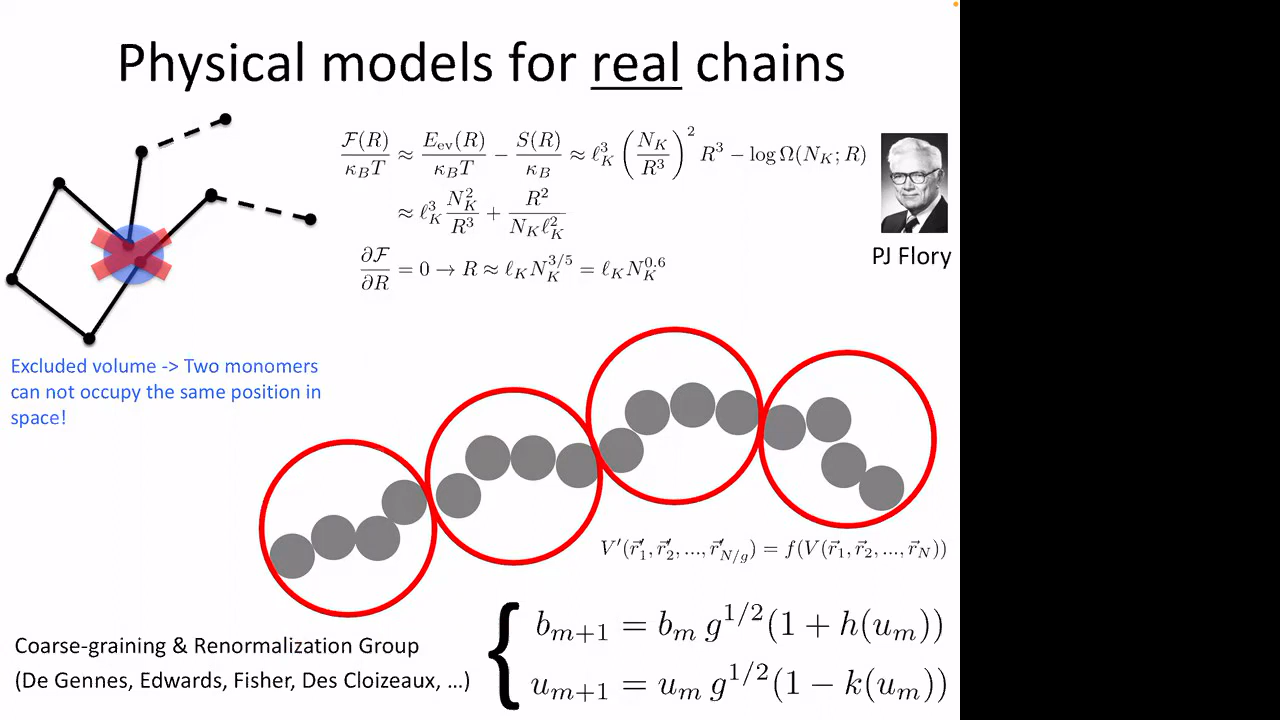 Physical models for real chains
\frac{\mathcal{F}(R)}{\kappa_B T} \approx \frac{E_{\text{ev}}(R)}{\kappa_B T} - \frac{S(R)}{\kappa_B} \approx \ell_K^3 \left( \frac{N_K}{R^3} \right)^2 R^3 - \log \Omega(N_K; R)
\approx \ell_K^3 \frac{N_K^2}{R^3} + \frac{R^2}{N_K \ell_K^2}
\frac{\partial \mathcal{F}}{\partial R} = 0 \rightarrow R \approx \ell_K N_K^{3/5} = \ell_K N_K^{0.6}
PJ Flory
Excluded volume -> Two monomers
can not occupy the same position in
space!
V'(\vec{r}_1', \vec{r}_2', ..., \vec{r}_{N/g}') = f(V(\vec{r}_1, \vec{r}_2, ..., \vec{r}_N))
Coarse-graining & Renormalization Group
(De Gennes, Edwards, Fisher, Des Cloizeaux, ...)
b_{m+1} = b_m g^{1/2}(1 + h(u_m))
u_{m+1} = u_m g^{1/2}(1 - k(u_m))